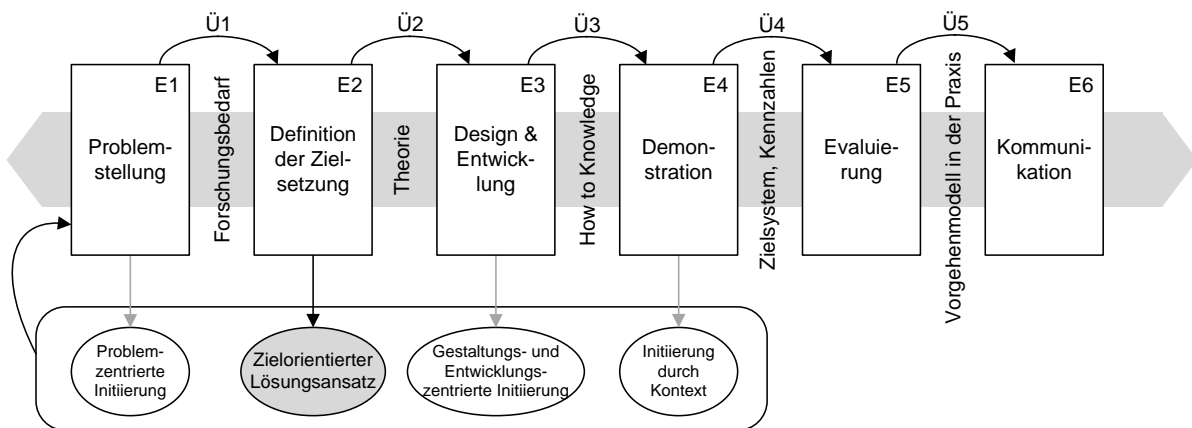 Ü1
Ü2
Ü3
Ü4
Ü5
E1
Problem-
stellung
Forschungsbedarf
E2
Definition
der Ziel-
setzung
Theorie
E3
Design &
Entwick-
lung
How to Knowledge
E4
Demon-
stration
Zielsystem, Kennzahlen
E5
Evaluie-
rung
Vorgehenmodell in der Praxis
E6
Kommuni-
kation
Problem-
zentrierte
Initiierung
Zielorientierter
Lösungsansatz
Gestaltungs- und
Entwicklungs-
zentrierte Initiierung
Initiierung
durch
Kontext